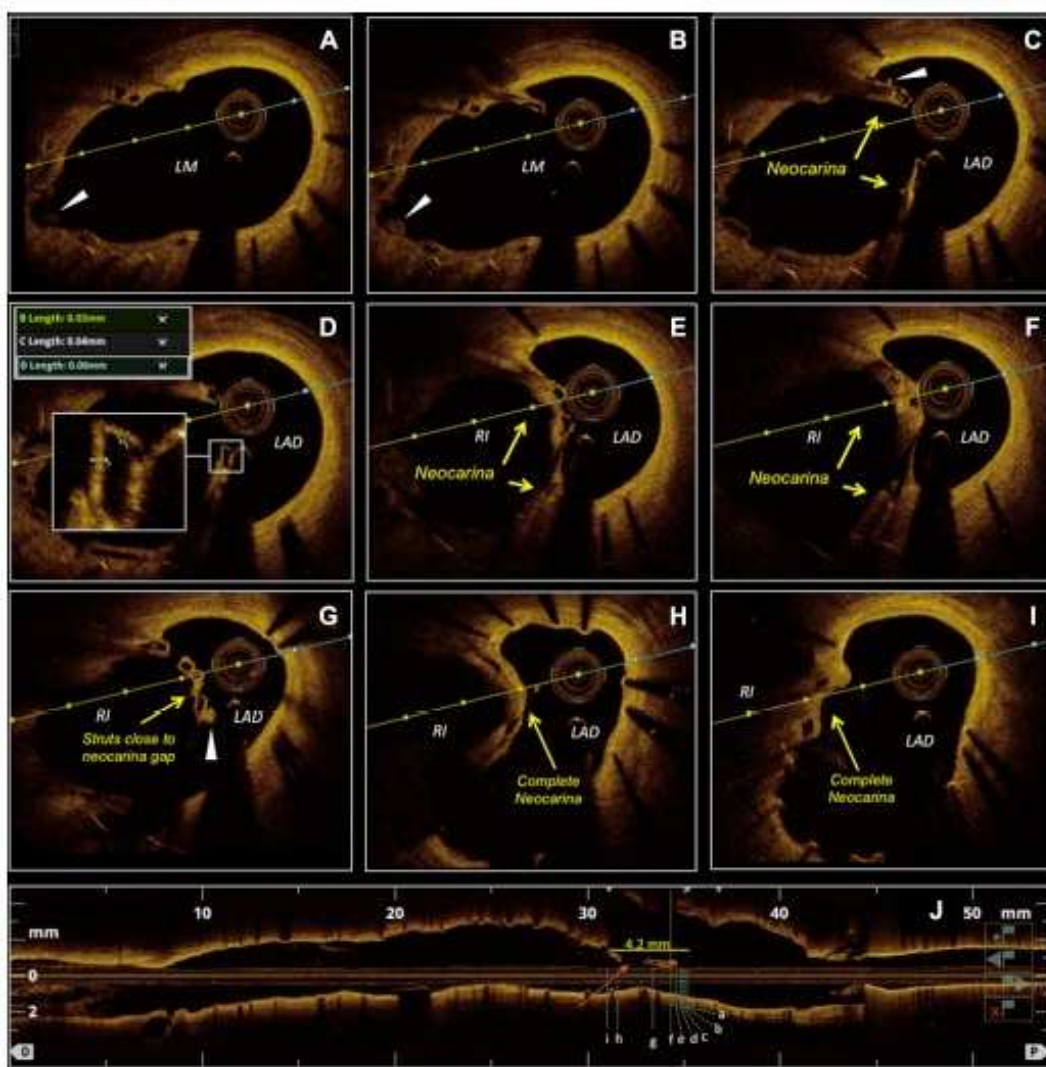 A
LM
B
LM
C
Neocarina
LAD
D
B Length: 0.03mm
C Length: 0.04mm
D Length: 0.06mm
LAD
E
RI
LAD
Neocarina
F
RI
LAD
Neocarina
G
RI
LAD
Struts close to
neocarina gap
H
RI
LAD
Complete
Neocarina
I
RI
LAD
Complete
Neocarina
J
10 20 30 40 50 mm
mm
4.2 mm
0
2
a
b
i h g f e d c
D
P